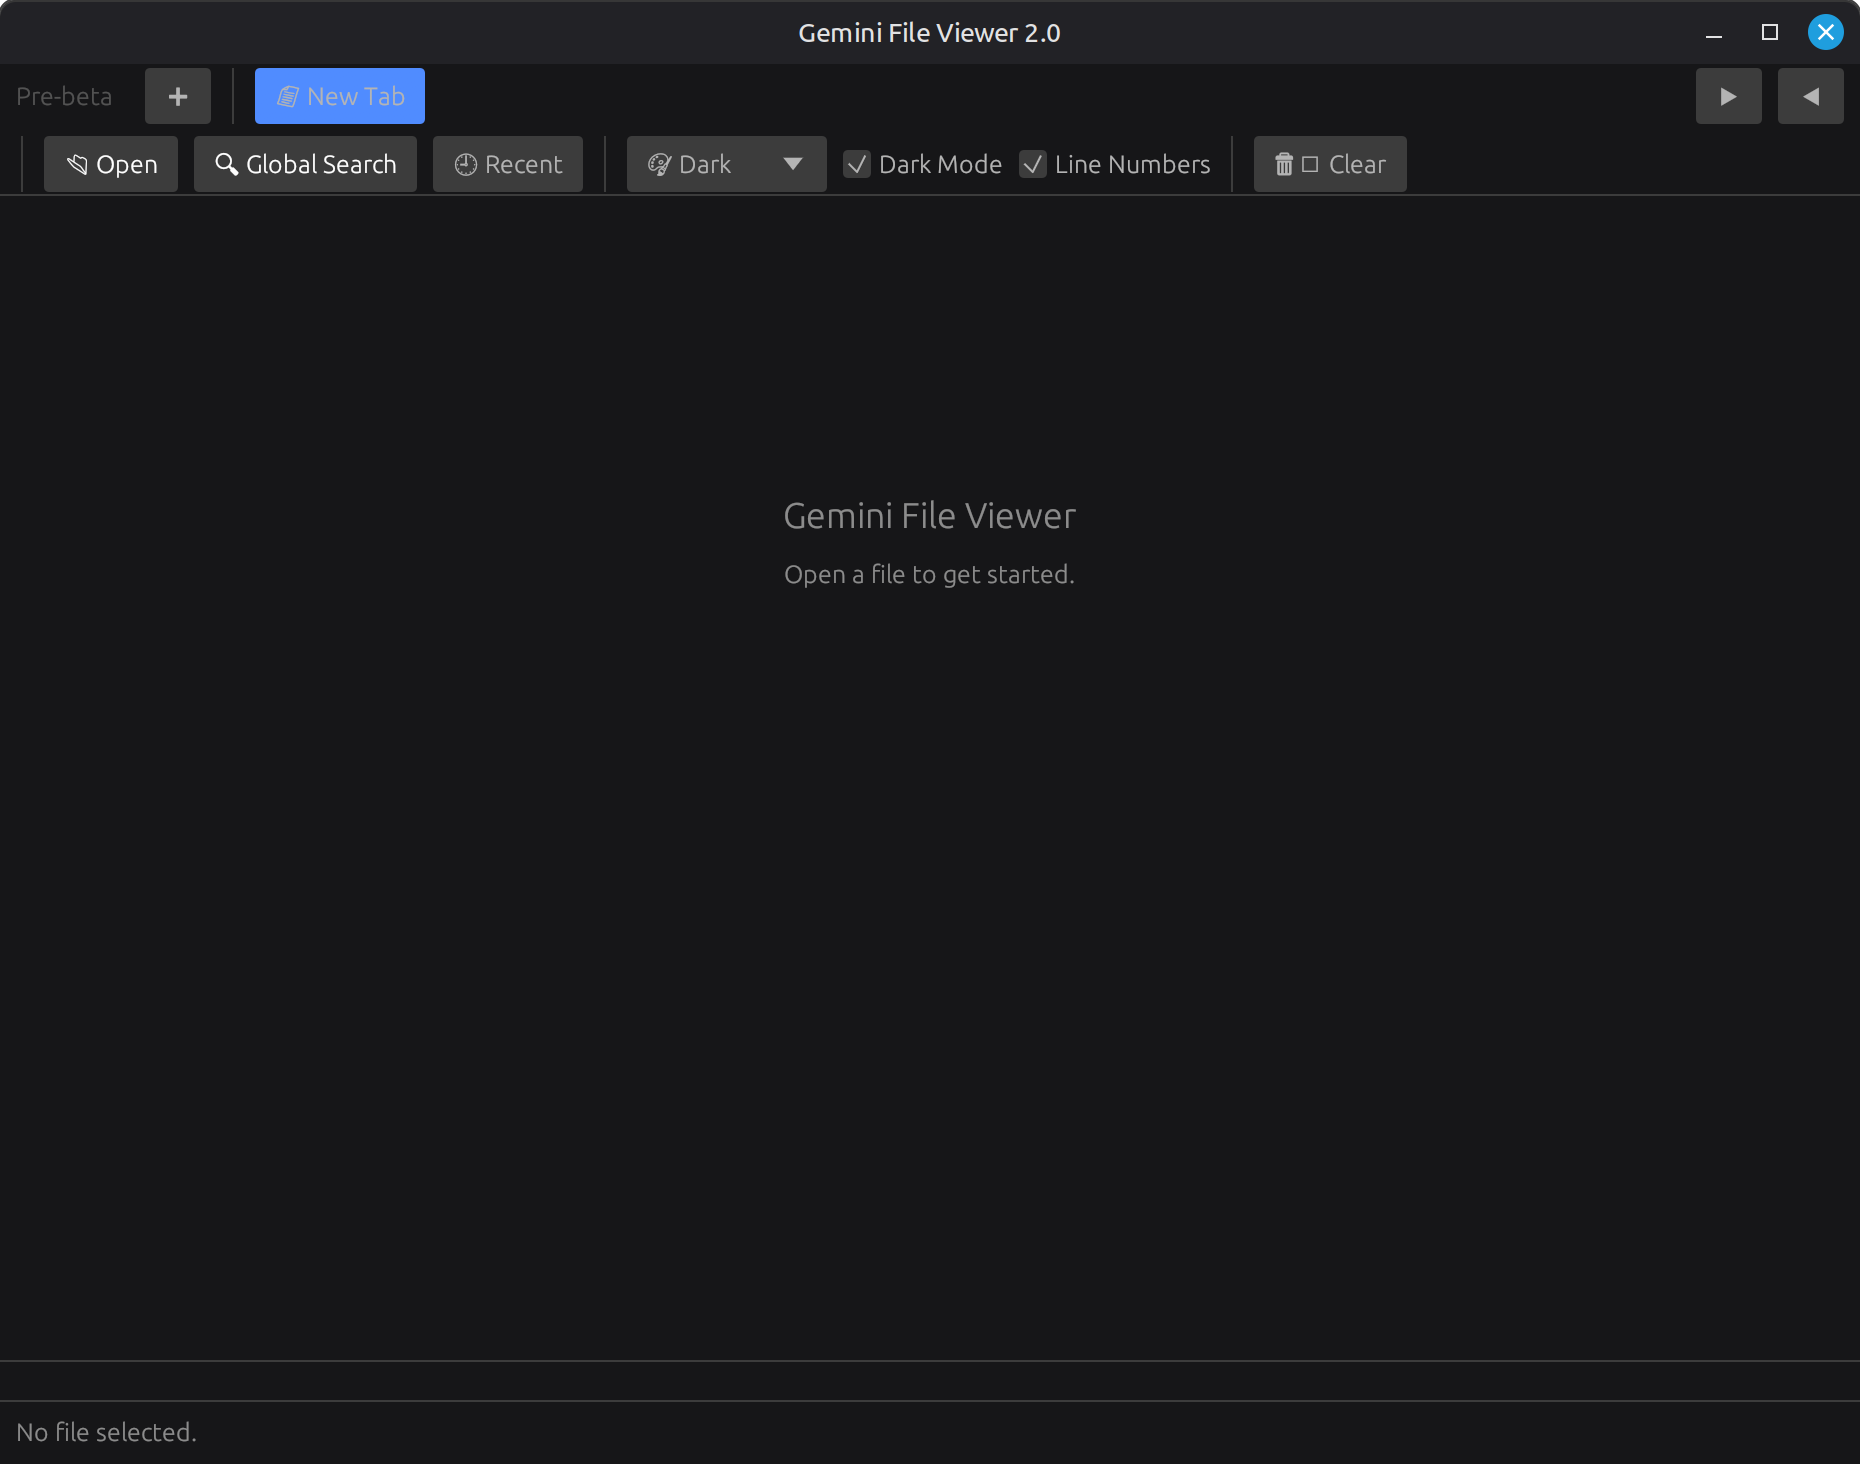 Gemini File Viewer 2.0
Pre-beta + New Tab
Open Global Search Recent Dark Dark Mode Line Numbers Clear
Gemini File Viewer
Open a file to get started.
No file selected.